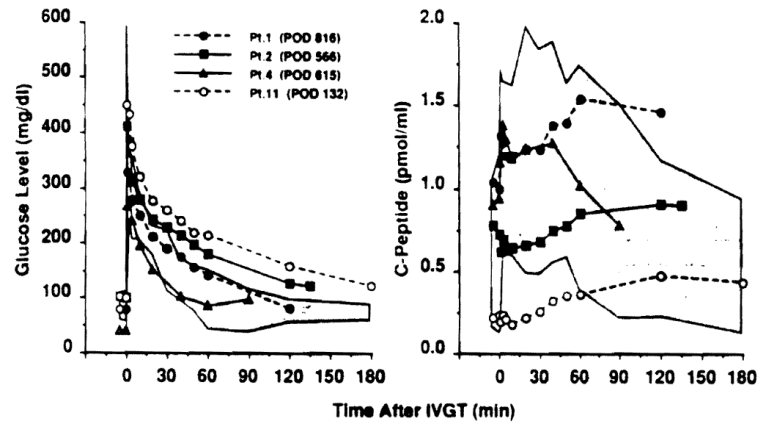 600
500
400
300
200
100
0
Glucose Level (mg/dl)
0 30 60 90 120 150 180
Pt.1 (POD 816)
Pt.2 (POD 566)
Pt.4 (POD 615)
Pt.11 (POD 132)
2.0
1.5
1.0
0.5
0.0
C-Peptide (pmol/ml)
0 30 60 90 120 150 180
Time After IVGT (min)